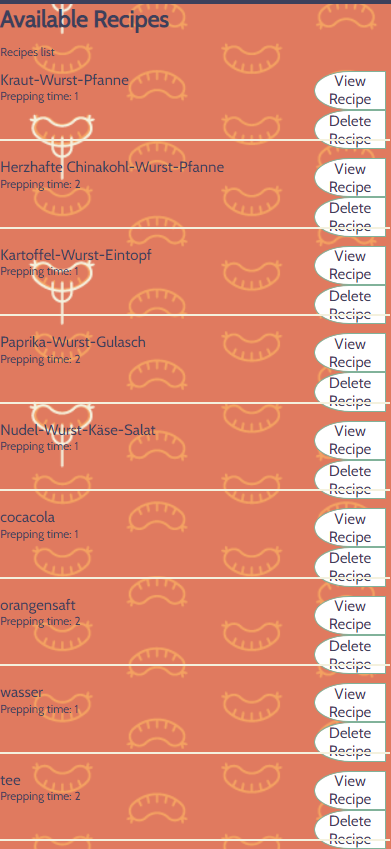 Available Recipes
Recipes list
Kraut-Wurst-Pfanne
Prepping time: 1
View
Recipe
Delete
Recipe
Herzhafte Chinakohl-Wurst-Pfanne
Prepping time: 2
View
Recipe
Delete
Recipe
Kartoffel-Wurst-Eintopf
Prepping time: 1
View
Recipe
Delete
Recipe
Paprika-Wurst-Gulasch
Prepping time: 2
View
Recipe
Delete
Recipe
Nudel-Wurst-Käse-Salat
Prepping time: 1
View
Recipe
Delete
Recipe
cocacola
Prepping time: 1
View
Recipe
Delete
Recipe
orangensaft
Prepping time: 2
View
Recipe
Delete
Recipe
wasser
Prepping time: 1
View
Recipe
Delete
Recipe
tee
Prepping time: 2
View
Recipe
Delete
Recipe